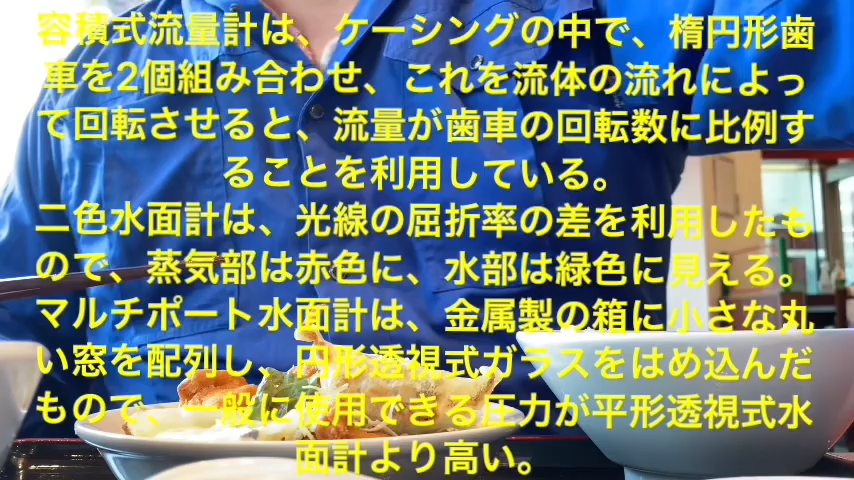 容積式流量計は、ケーシングの中で、楕円形歯
車を2個組み合わせ、これを流体の流れによっ
て回転させると、流量が歯車の回転数に比例す
ることを利用している。
二色水面計は、光線の屈折率の差を利用したも
ので、蒸気部は赤色に、水部は緑色に見える。
マルチポート水面計は、金属製の箱に小さな丸
い窓を配列し、円形透視式ガラスをはめ込んだ
もので、一般に使用できる圧力が平形透視式水
面計より高い。